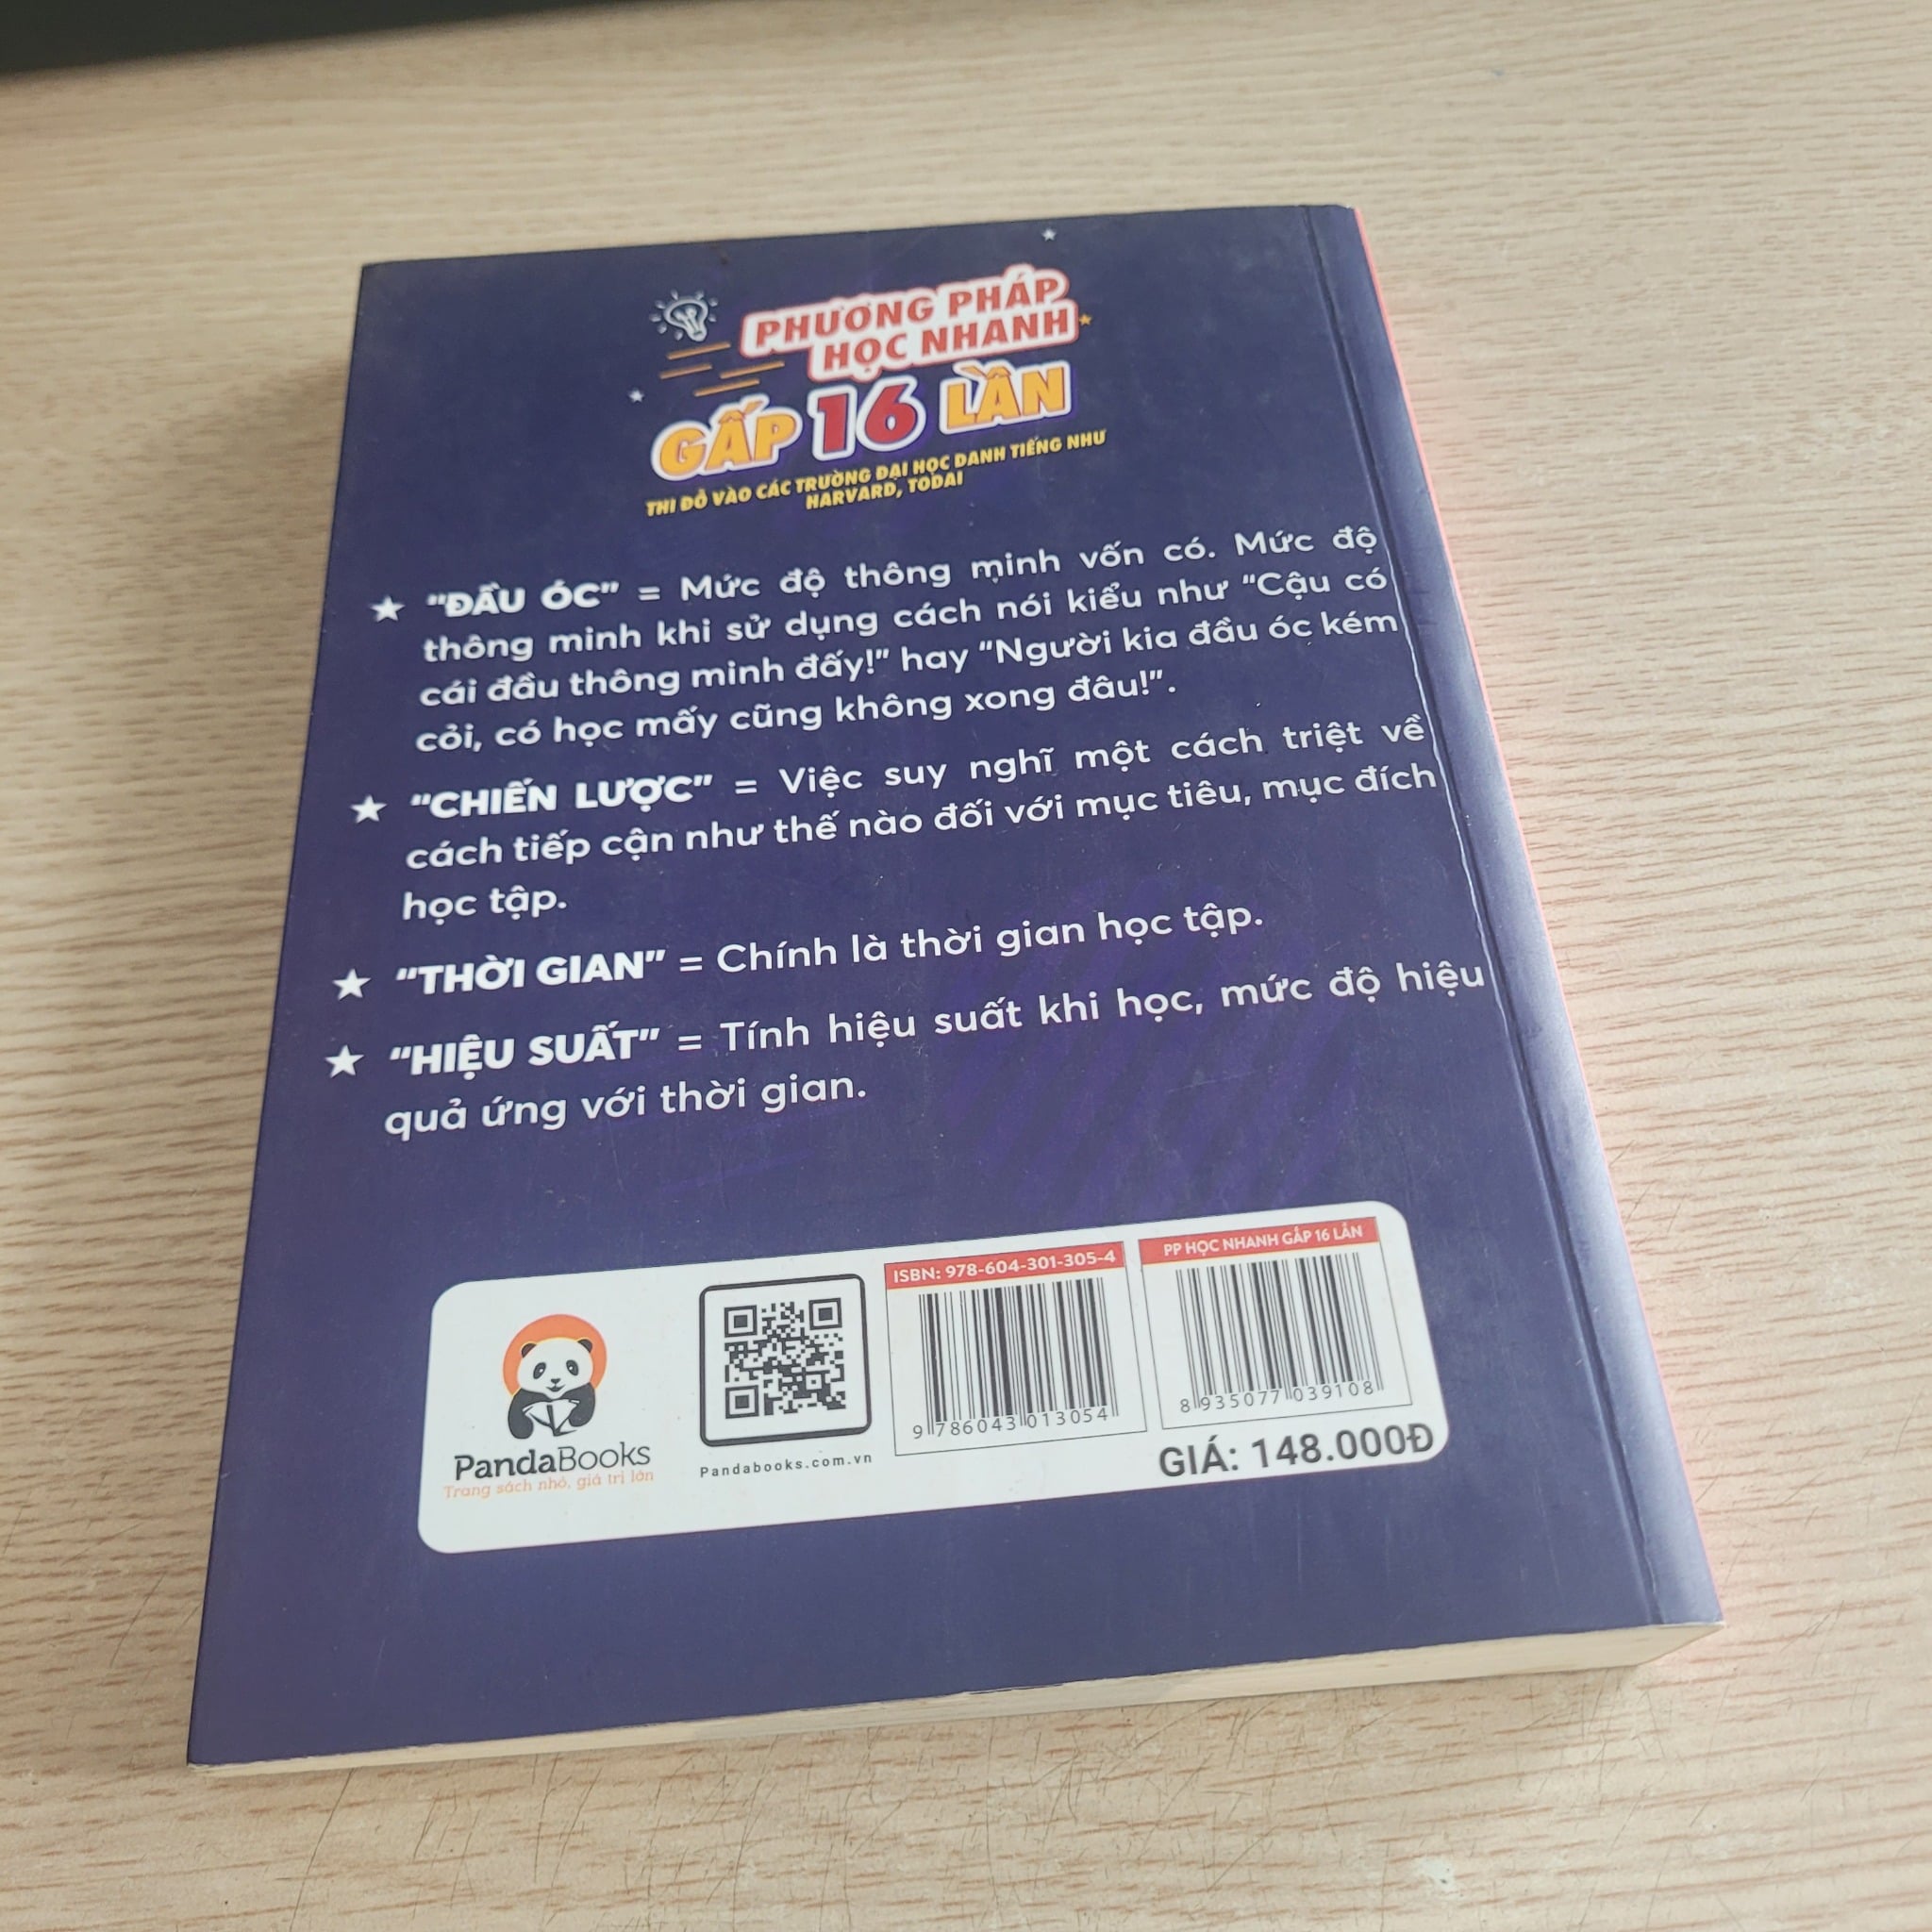 PHƯƠNG PHÁP
HỌC NHANH
GẤP 16 LẦN
THI ĐỖ VÀO CÁC TRƯỜNG ĐẠI HỌC DANH TIẾNG NHƯ
HARVARD, TODAI
★ "ĐẦU ÓC" = Mức độ thông minh vốn có. Mức độ
thông minh khi sử dụng cách nói kiểu như "Cậu có
cái đầu thông minh đấy!" hay "Người kia đầu óc kém
cỏi, có học mấy cũng không xong đâu!".
★ "CHIẾN LƯỢC" = Việc suy nghĩ một cách triệt về
cách tiếp cận như thế nào đối với mục tiêu, mục đích
học tập.
★ "THỜI GIAN" = Chính là thời gian học tập.
★ "HIỆU SUẤT" = Tính hiệu suất khi học, mức độ hiệu
quả ứng với thời gian.
PandaBooks
Trang sách nhỏ, giá trị lớn
Pandabooks.com.vn
ISBN: 978-604-301-305-4
9 786043 013054
PP HỌC NHANH GẤP 16 LẦN
8 935077 039108
GIÁ: 148.000Đ